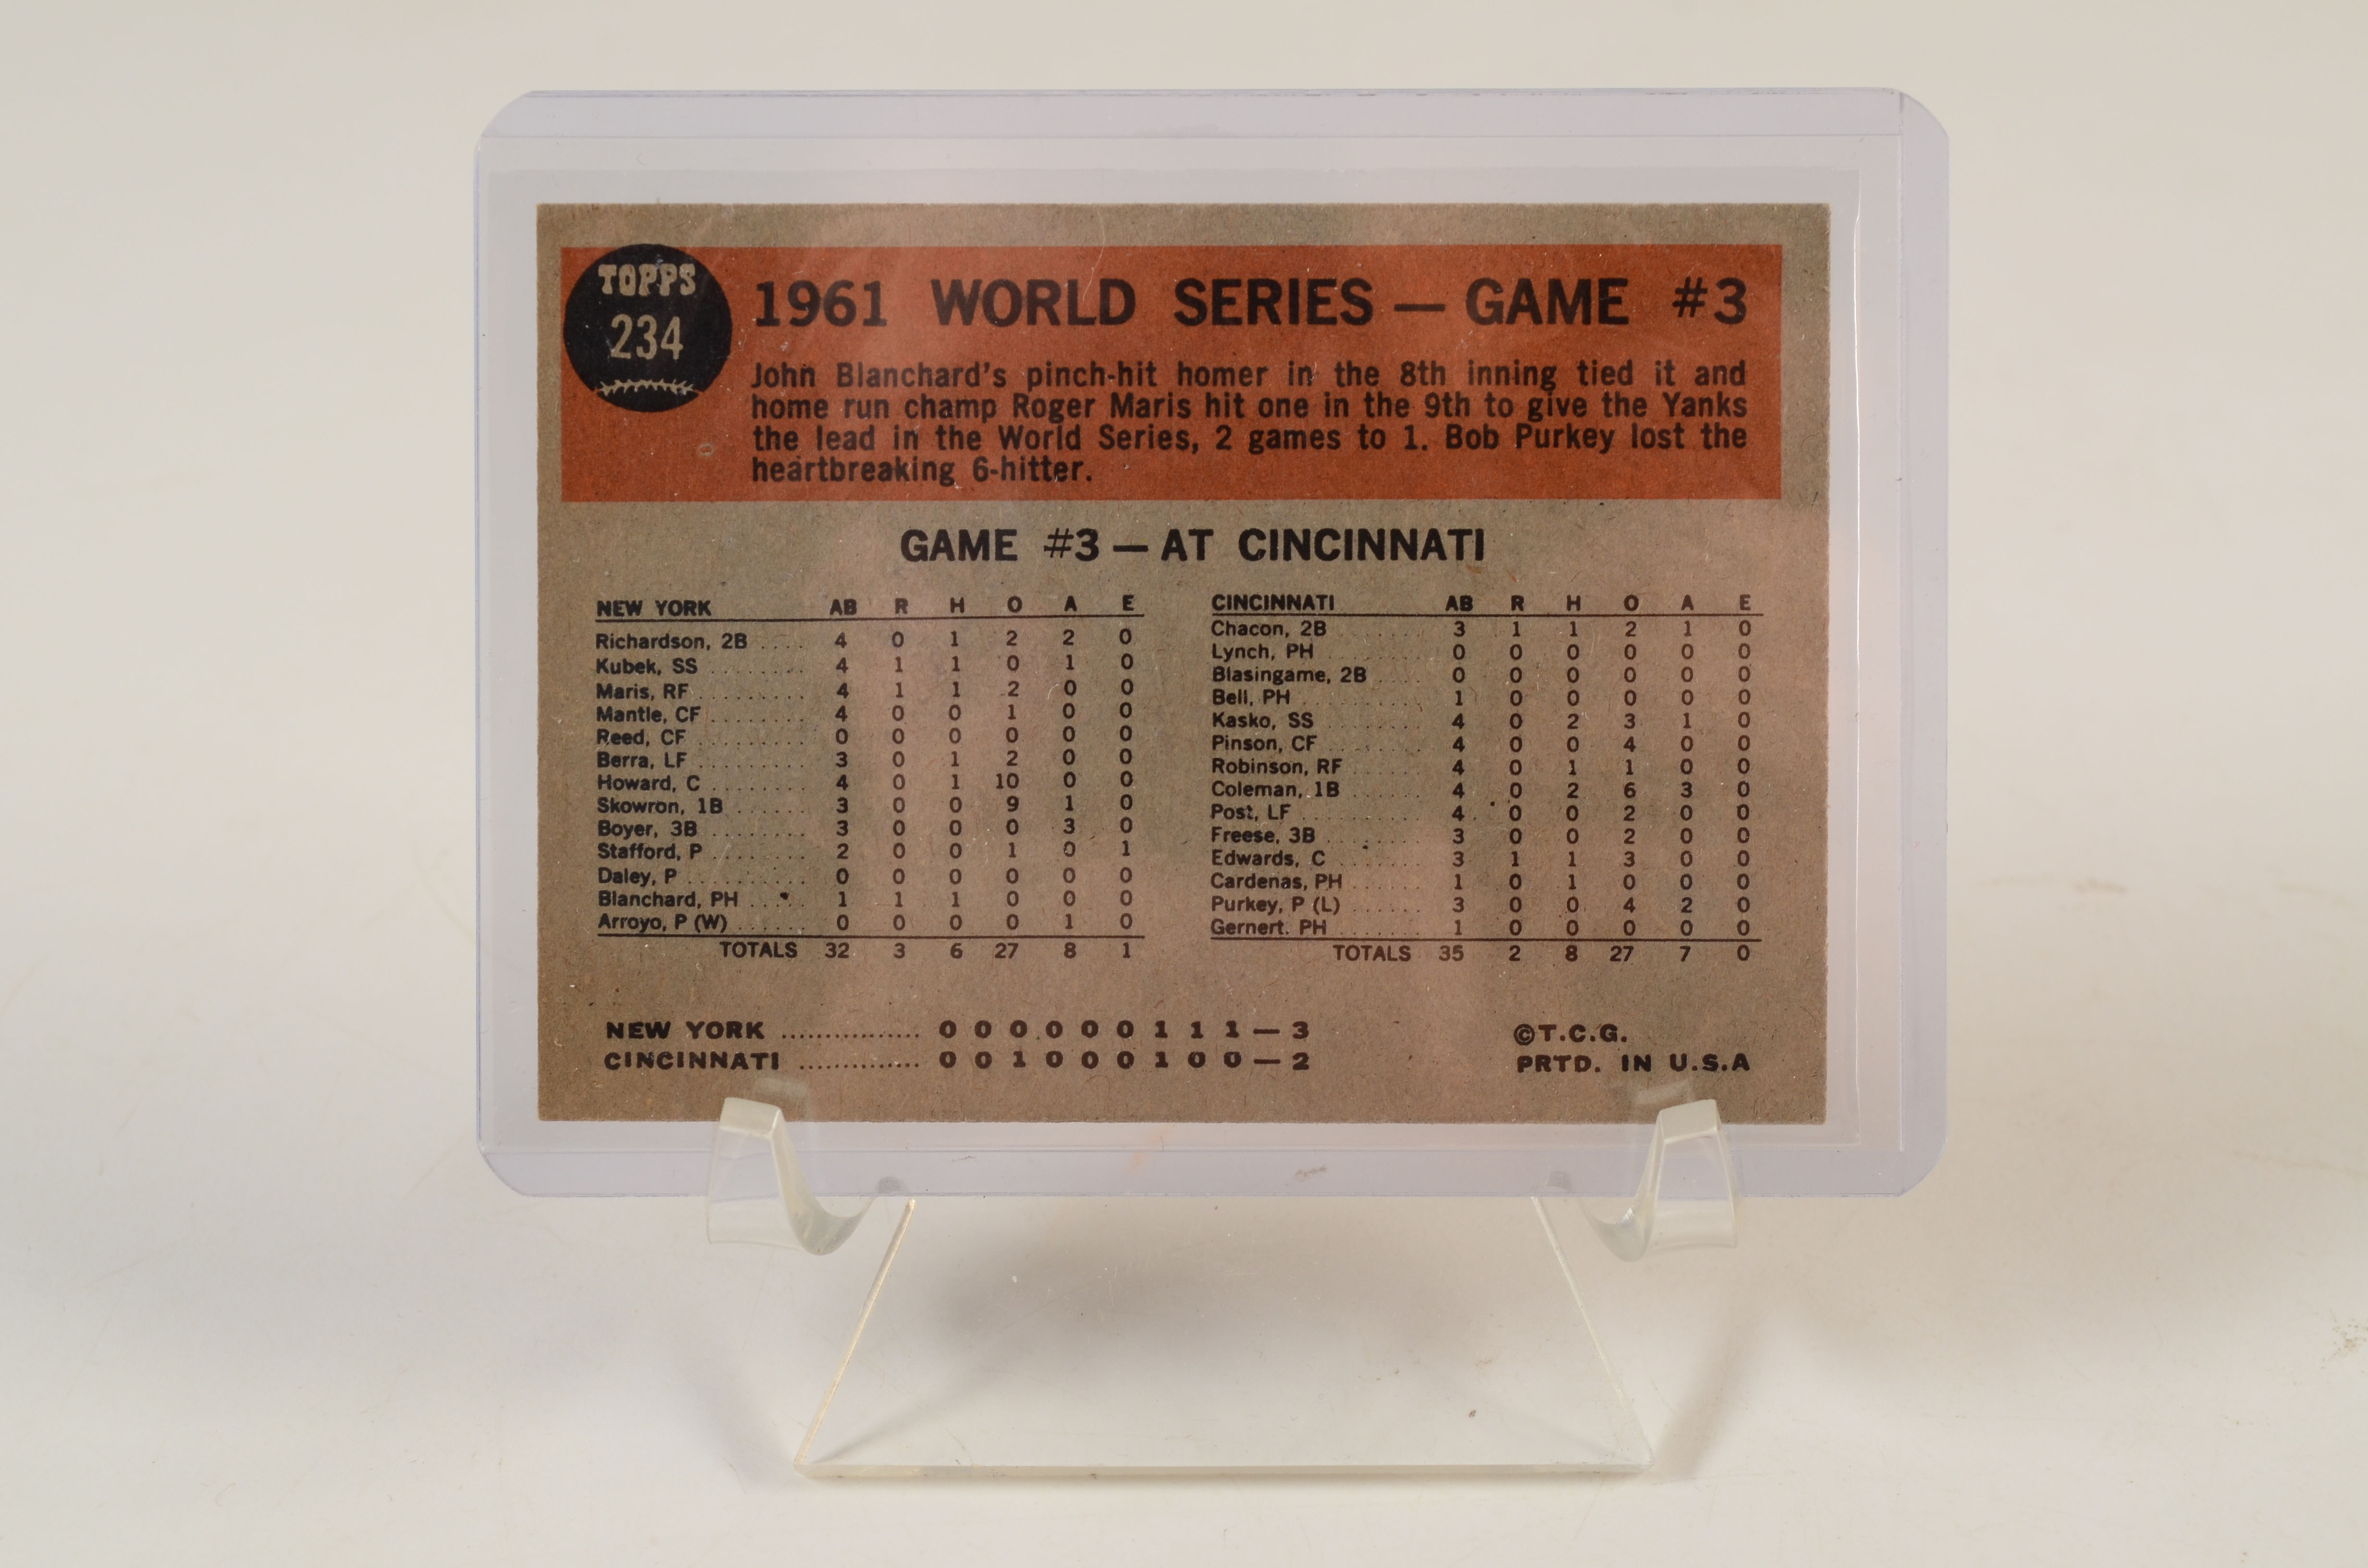 TOPPS
234
1961 WORLD SERIES — GAME #3
John Blanchard's pinch-hit homer in the 8th inning tied it and
home run champ Roger Maris hit one in the 9th to give the Yanks
the lead in the World Series, 2 games to 1. Bob Purkey lost the
heartbreaking 6-hitter.
GAME #3 — AT CINCINNATI
NEW YORK AB R H O A E
Richardson, 2B .... 4 0 1 2 2 0
Kubek, SS ........ 4 1 1 0 1 0
Maris, RF ......... 4 1 1 2 0 0
Mantle, CF ........ 4 0 0 1 0 0
Reed, CF ......... 0 0 0 0 0 0
Berra, LF ......... 3 0 1 2 0 0
Howard, C ........ 4 0 1 10 0 0
Skowron, 1B ...... 3 0 0 9 1 0
Boyer, 3B ........ 3 0 0 0 3 0
Stafford, P ........ 2 0 0 1 0 1
Daley, P .......... 0 0 0 0 0 0
Blanchard, PH ..... 1 1 1 0 0 0
Arroyo, P (W) ...... 0 0 0 0 1 0
TOTALS 32 3 6 27 8 1
CINCINNATI AB R H O A E
Chacon, 2B ........ 3 1 1 2 1 0
Lynch, PH ......... 0 0 0 0 0 0
Blasingame, 2B ..... 0 0 0 0 0 0
Bell, PH ........... 1 0 0 0 0 0
Kasko, SS ......... 4 0 2 3 1 0
Pinson, CF ........ 4 0 0 4 0 0
Robinson, RF ...... 4 0 1 1 0 0
Coleman, 1B ....... 4 0 2 6 3 0
Post, LF .......... 4 0 0 2 0 0
Freese, 3B ........ 3 0 0 2 0 0
Edwards, C ........ 3 1 1 3 0 0
Cardenas, PH ...... 1 0 1 0 0 0
Purkey, P (L) ...... 3 0 0 4 2 0
Gernert. PH ....... 1 0 0 0 0 0
TOTALS 35 2 8 27 7 0
NEW YORK ................ 0 0 0 0 0 0 1 1 1 — 3
CINCINNATI .............. 0 0 1 0 0 0 1 0 0 — 2
©T.C.G.
PRTD. IN U.S.A